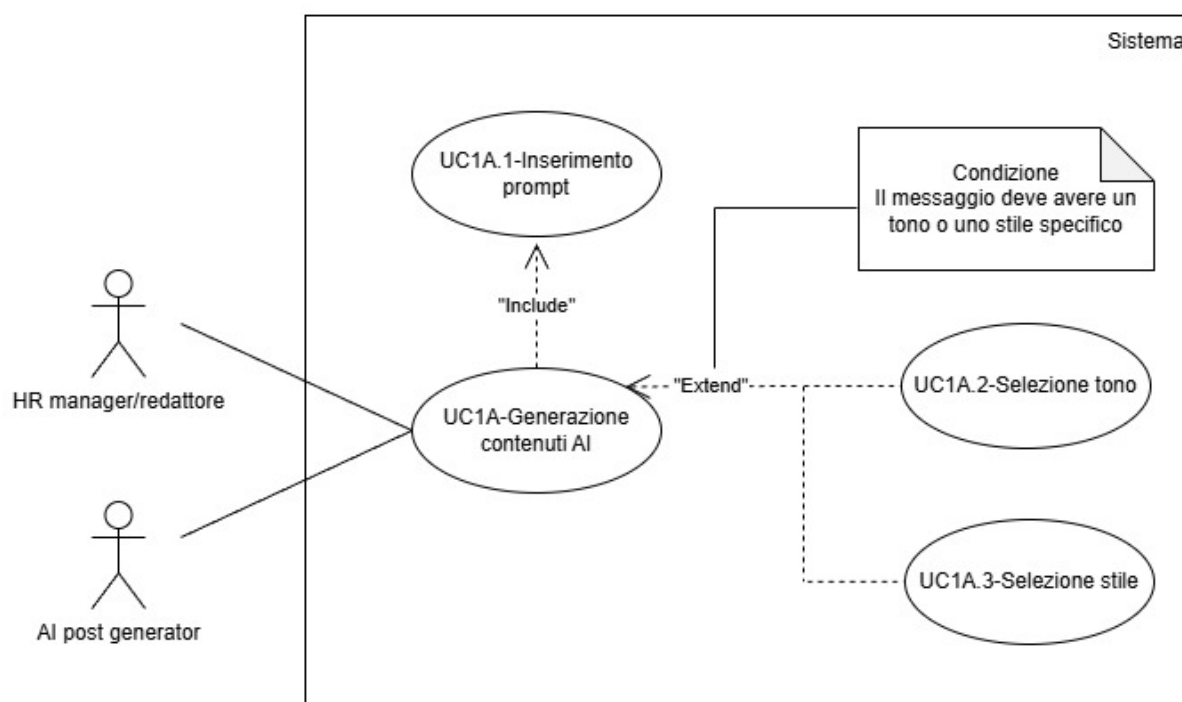 Sistema
UC1A.1-Inserimento
prompt
Condizione
Il messaggio deve avere un
tono o uno stile specifico
"Include"
HR manager/redattore
"Extend"
UC1A.2-Selezione tono
UC1A-Generazione
contenuti AI
UC1A.3-Selezione stile
AI post generator